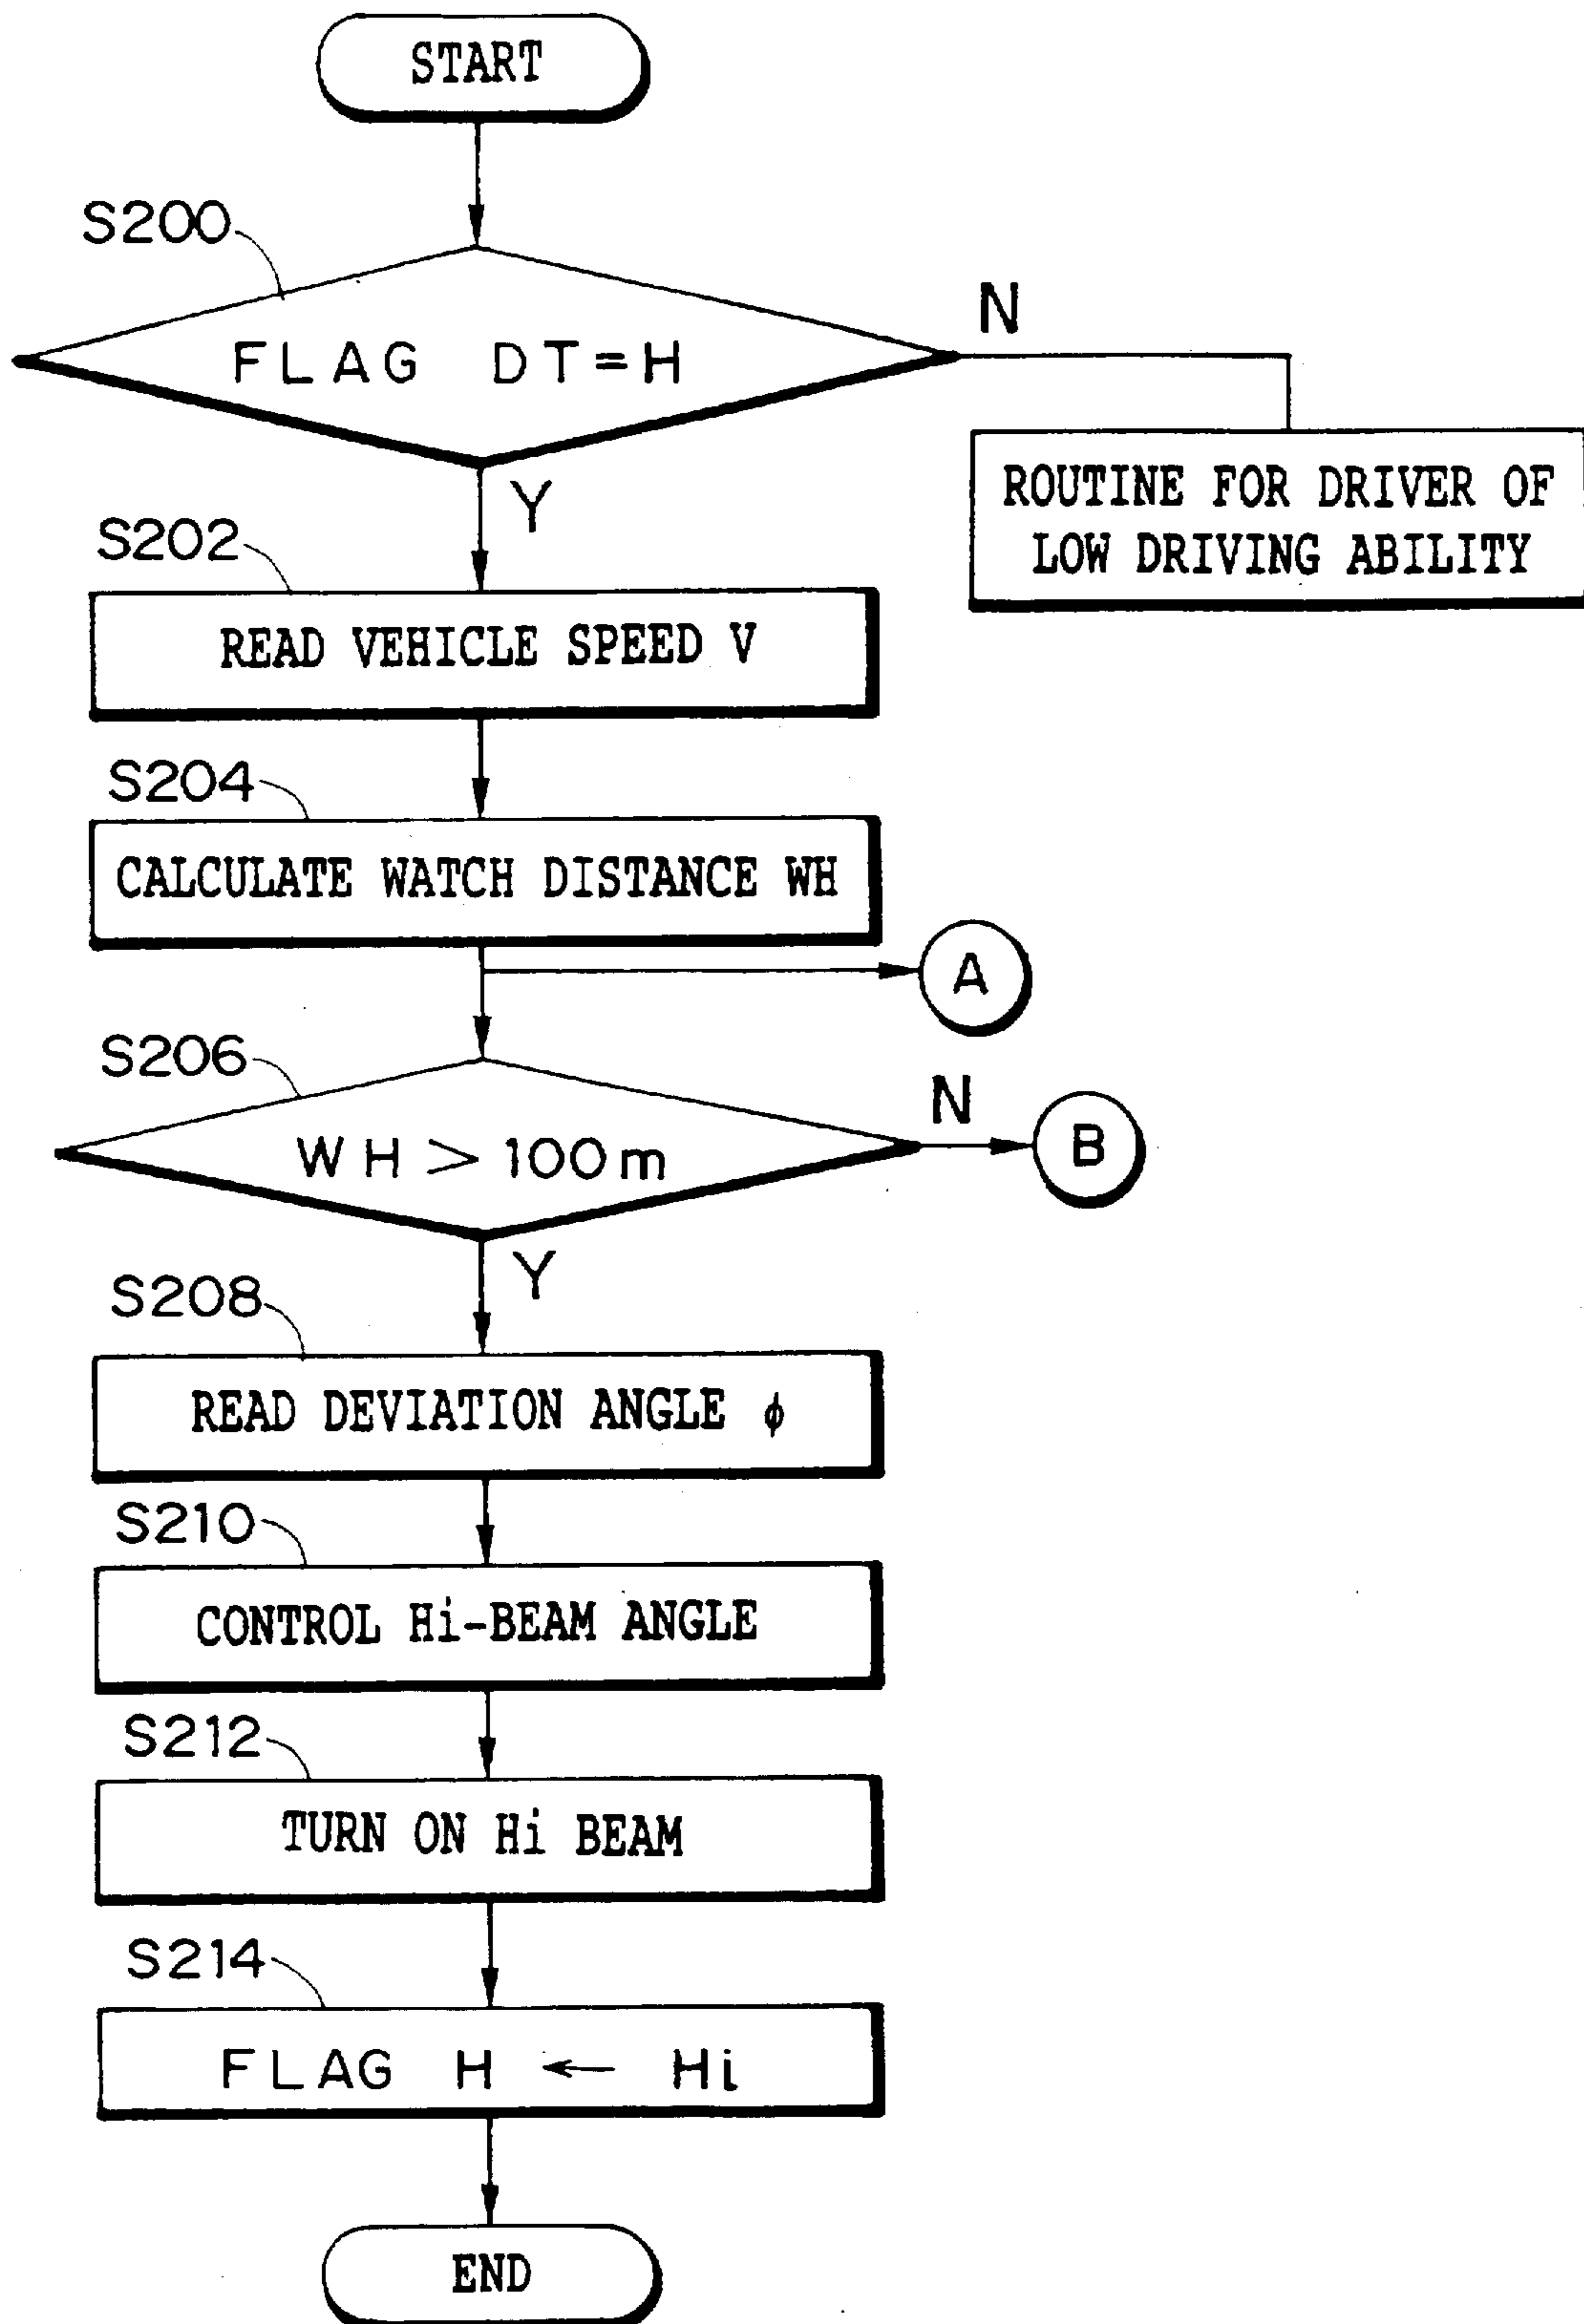 START
S200
N
FLAG DT=H
ROUTINE FOR DRIVER OF
LOW DRIVING ABILITY
Y
S202
READ VEHICLE SPEED V
S204
CALCULATE WATCH DISTANCE WH
A
S206
N
WH > 100m
B
Y
S208
READ DEVIATION ANGLE ϕ
S210
CONTROL Hi-BEAM ANGLE
S212
TURN ON Hi BEAM
S214
FLAG H ← Hi
END